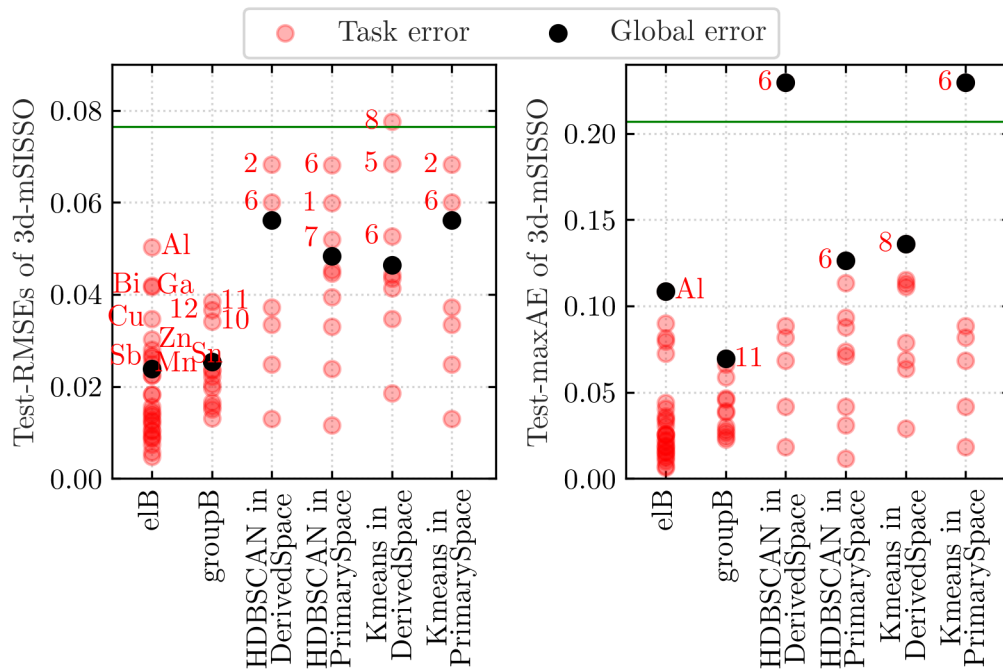 Task error
Global error
Test-RMSEs of 3d-mSISSO
0.08
0.06
0.04
0.02
0.00
Al
Bi
Ga
Cu
Zn
Sb
Mn
Sn
12
11
10
2
6
6
1
7
8
5
6
2
6
elB
groupB
HDBSCAN in
DerivedSpace
HDBSCAN in
PrimarySpace
Kmeans in
DerivedSpace
Kmeans in
PrimarySpace
Test-maxAE of 3d-mSISSO
0.20
0.15
0.10
0.05
0.00
Al
11
6
6
8
6
elB
groupB
HDBSCAN in
DerivedSpace
HDBSCAN in
PrimarySpace
Kmeans in
DerivedSpace
Kmeans in
PrimarySpace